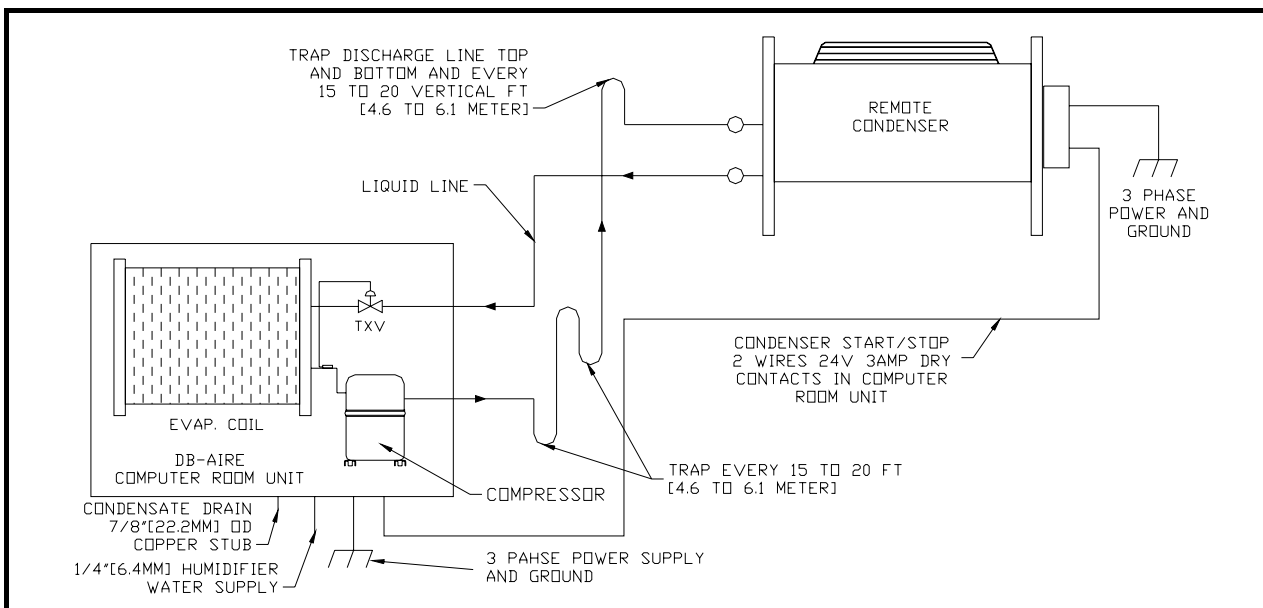 TRAP DISCHARGE LINE TOP
AND BOTTOM AND EVERY
15 TO 20 VERTICAL FT
[4.6 TO 6.1 METER]
REMOTE
CONDENSER
LIQUID LINE
3 PHASE
POWER AND
GROUND
TXV
CONDENSER START/STOP
2 WIRES 24V 3AMP DRY
CONTACTS IN COMPUTER
ROOM UNIT
EVAP. COIL
DB-AIRE
COMPUTER ROOM UNIT
TRAP EVERY 15 TO 20 FT
[4.6 TO 6.1 METER]
COMPRESSOR
CONDENSATE DRAIN
7/8"[22.2MM] OD
COPPER STUB
1/4"[6.4MM] HUMIDIFIER
WATER SUPPLY
3 PAHSE POWER SUPPLY
AND GROUND